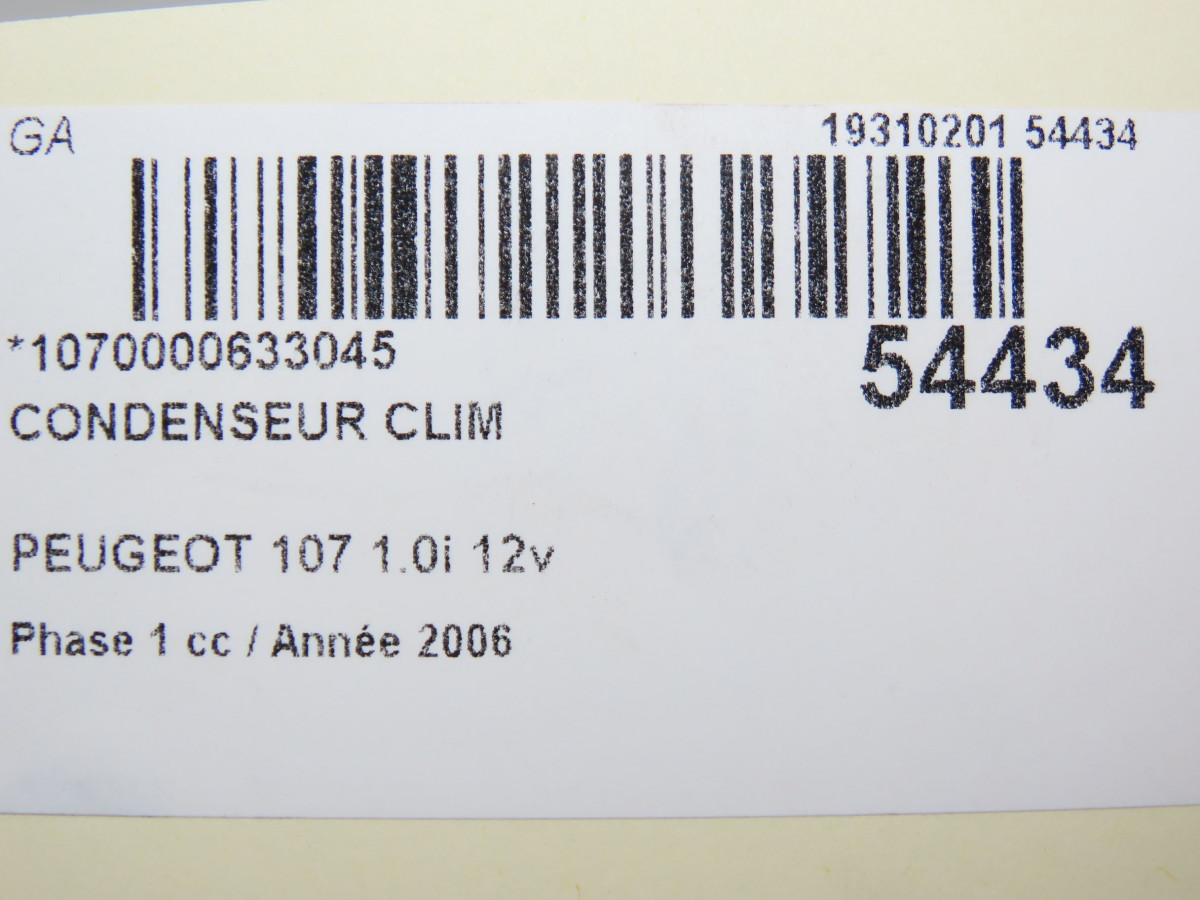 GA 19310201 54434
*1070000633045 54434
CONDENSEUR CLIM
PEUGEOT 107 1.0i 12v
Phase 1 cc / Année 2006